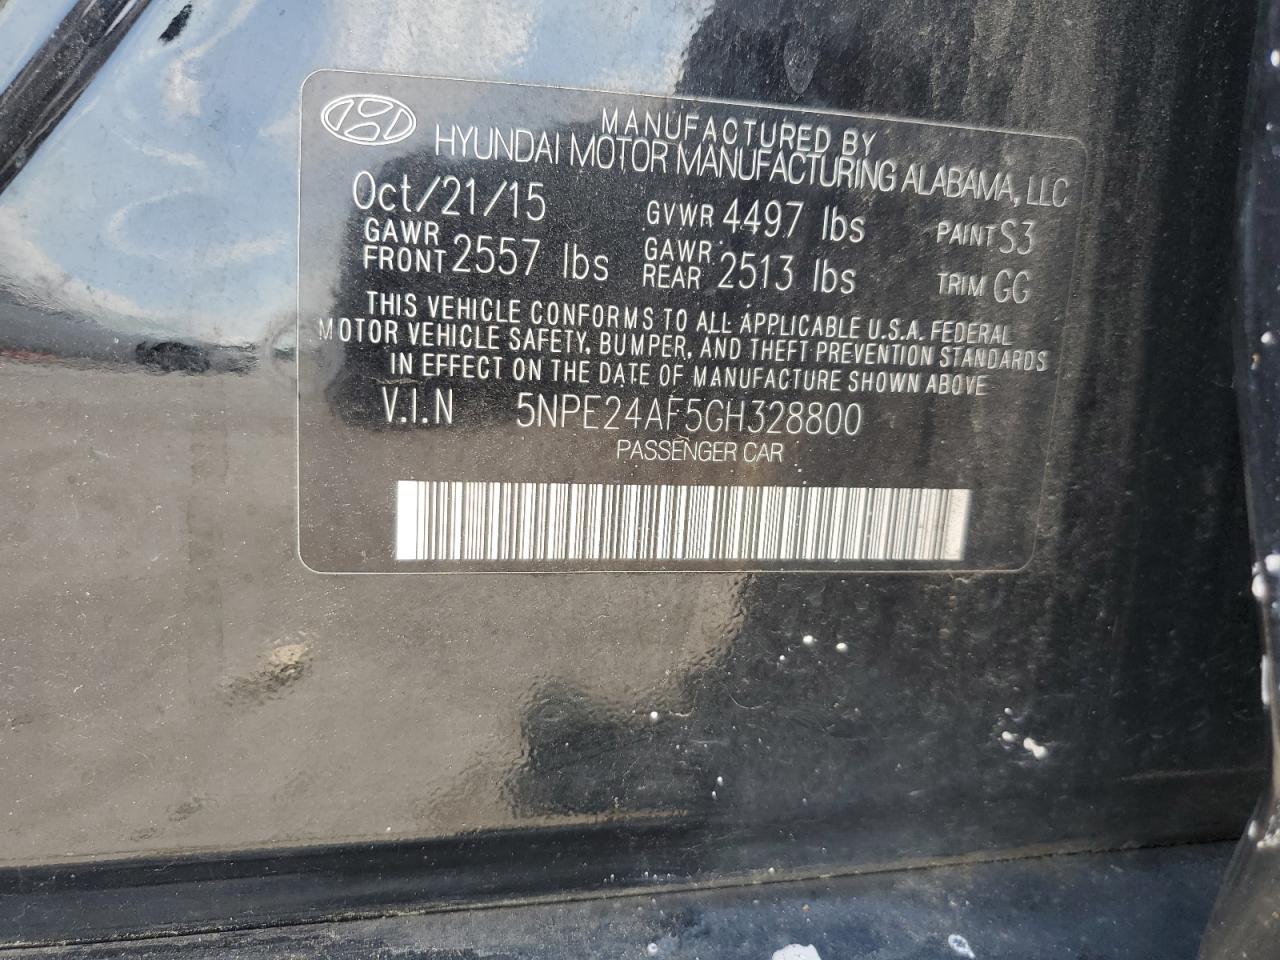 MANUFACTURED BY
HYUNDAI MOTOR MANUFACTURING ALABAMA, LLC
Oct/21/15 GVWR 4497 lbs PAINT S3
GAWR FRONT 2557 lbs GAWR REAR 2513 lbs TRIM GG
THIS VEHICLE CONFORMS TO ALL APPLICABLE U.S.A. FEDERAL
MOTOR VEHICLE SAFETY, BUMPER, AND THEFT PREVENTION STANDARDS
IN EFFECT ON THE DATE OF MANUFACTURE SHOWN ABOVE
V.I.N 5NPE24AF5GH328800
PASSENGER CAR